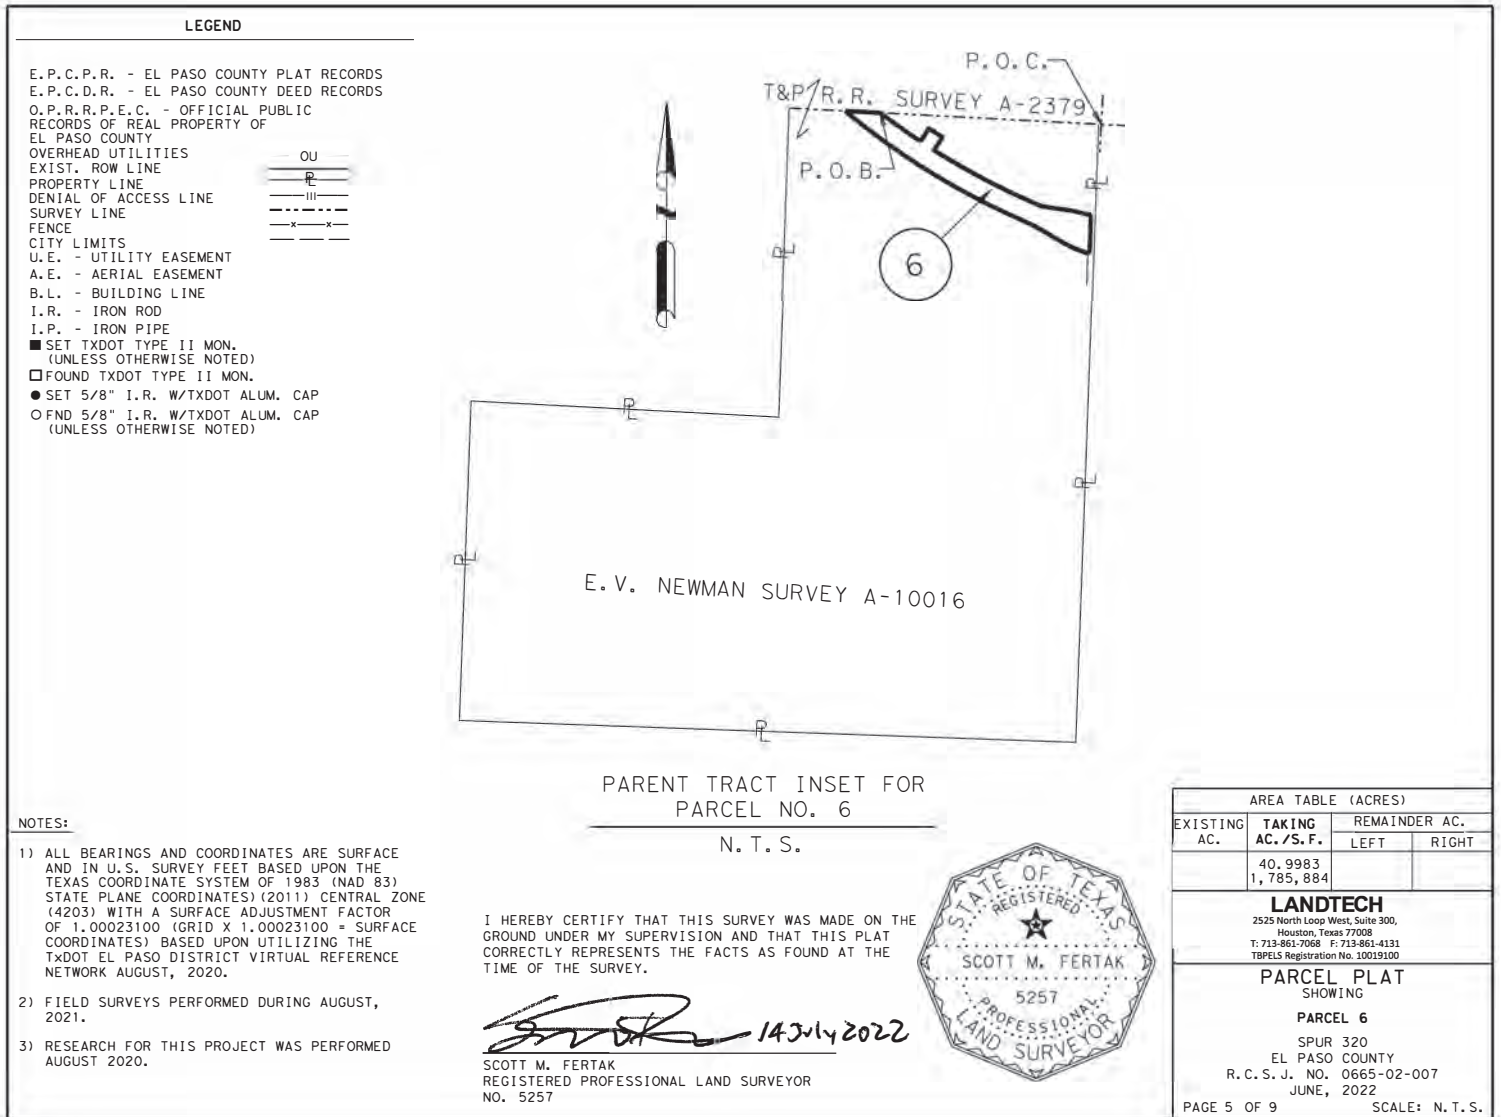 LEGEND
E.P.C.P.R. - EL PASO COUNTY PLAT RECORDS
E.P.C.D.R. - EL PASO COUNTY DEED RECORDS
O.P.R.R.P.E.C. - OFFICIAL PUBLIC
RECORDS OF REAL PROPERTY OF
EL PASO COUNTY
OVERHEAD UTILITIES OU
EXIST. ROW LINE
PROPERTY LINE PL
DENIAL OF ACCESS LINE III
SURVEY LINE
FENCE x x
CITY LIMITS
U.E. - UTILITY EASEMENT
A.E. - AERIAL EASEMENT
B.L. - BUILDING LINE
I.R. - IRON ROD
I.P. - IRON PIPE
SET TXDOT TYPE II MON.
(UNLESS OTHERWISE NOTED)
FOUND TXDOT TYPE II MON.
SET 5/8" I.R. W/TXDOT ALUM. CAP
FND 5/8" I.R. W/TXDOT ALUM. CAP
(UNLESS OTHERWISE NOTED)
P.O.C.
T&P R.R. SURVEY A-2379
P.O.B.
PL
6
PL
PL
PL
PL
E.V. NEWMAN SURVEY A-10016
PL
PARENT TRACT INSET FOR
PARCEL NO. 6
N.T.S.
NOTES:
1) ALL BEARINGS AND COORDINATES ARE SURFACE
AND IN U.S. SURVEY FEET BASED UPON THE
TEXAS COORDINATE SYSTEM OF 1983 (NAD 83)
STATE PLANE COORDINATES)(2011) CENTRAL ZONE
(4203) WITH A SURFACE ADJUSTMENT FACTOR
OF 1.00023100 (GRID X 1.00023100 = SURFACE
COORDINATES) BASED UPON UTILIZING THE
TxDOT EL PASO DISTRICT VIRTUAL REFERENCE
NETWORK AUGUST, 2020.
2) FIELD SURVEYS PERFORMED DURING AUGUST,
2021.
3) RESEARCH FOR THIS PROJECT WAS PERFORMED
AUGUST 2020.
I HEREBY CERTIFY THAT THIS SURVEY WAS MADE ON THE
GROUND UNDER MY SUPERVISION AND THAT THIS PLAT
CORRECTLY REPRESENTS THE FACTS AS FOUND AT THE
TIME OF THE SURVEY.
14 July 2022
SCOTT M. FERTAK
REGISTERED PROFESSIONAL LAND SURVEYOR
NO. 5257
STATE OF TEXAS
REGISTERED
SCOTT M. FERTAK
5257
PROFESSIONAL
LAND SURVEYOR
AREA TABLE (ACRES)
EXISTING AC. TAKING AC./S.F. REMAINDER AC.
LEFT RIGHT
40.9983
1,785,884
LANDTECH
2525 North Loop West, Suite 300,
Houston, Texas 77008
T: 713-861-7068 F: 713-861-4131
TBPELS Registration No. 10019100
PARCEL PLAT
SHOWING
PARCEL 6
SPUR 320
EL PASO COUNTY
R.C.S.J. NO. 0665-02-007
JUNE, 2022
PAGE 5 OF 9 SCALE: N.T.S.